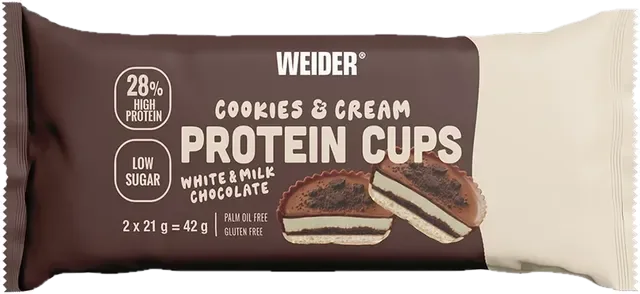 WEIDER®
28%
HIGH
PROTEIN
COOKIES & CREAM
PROTEIN CUPS
LOW
SUGAR
WHITE & MILK
CHOCOLATE
2 x 21 g = 42 g
PALM OIL FREE
GLUTEN FREE